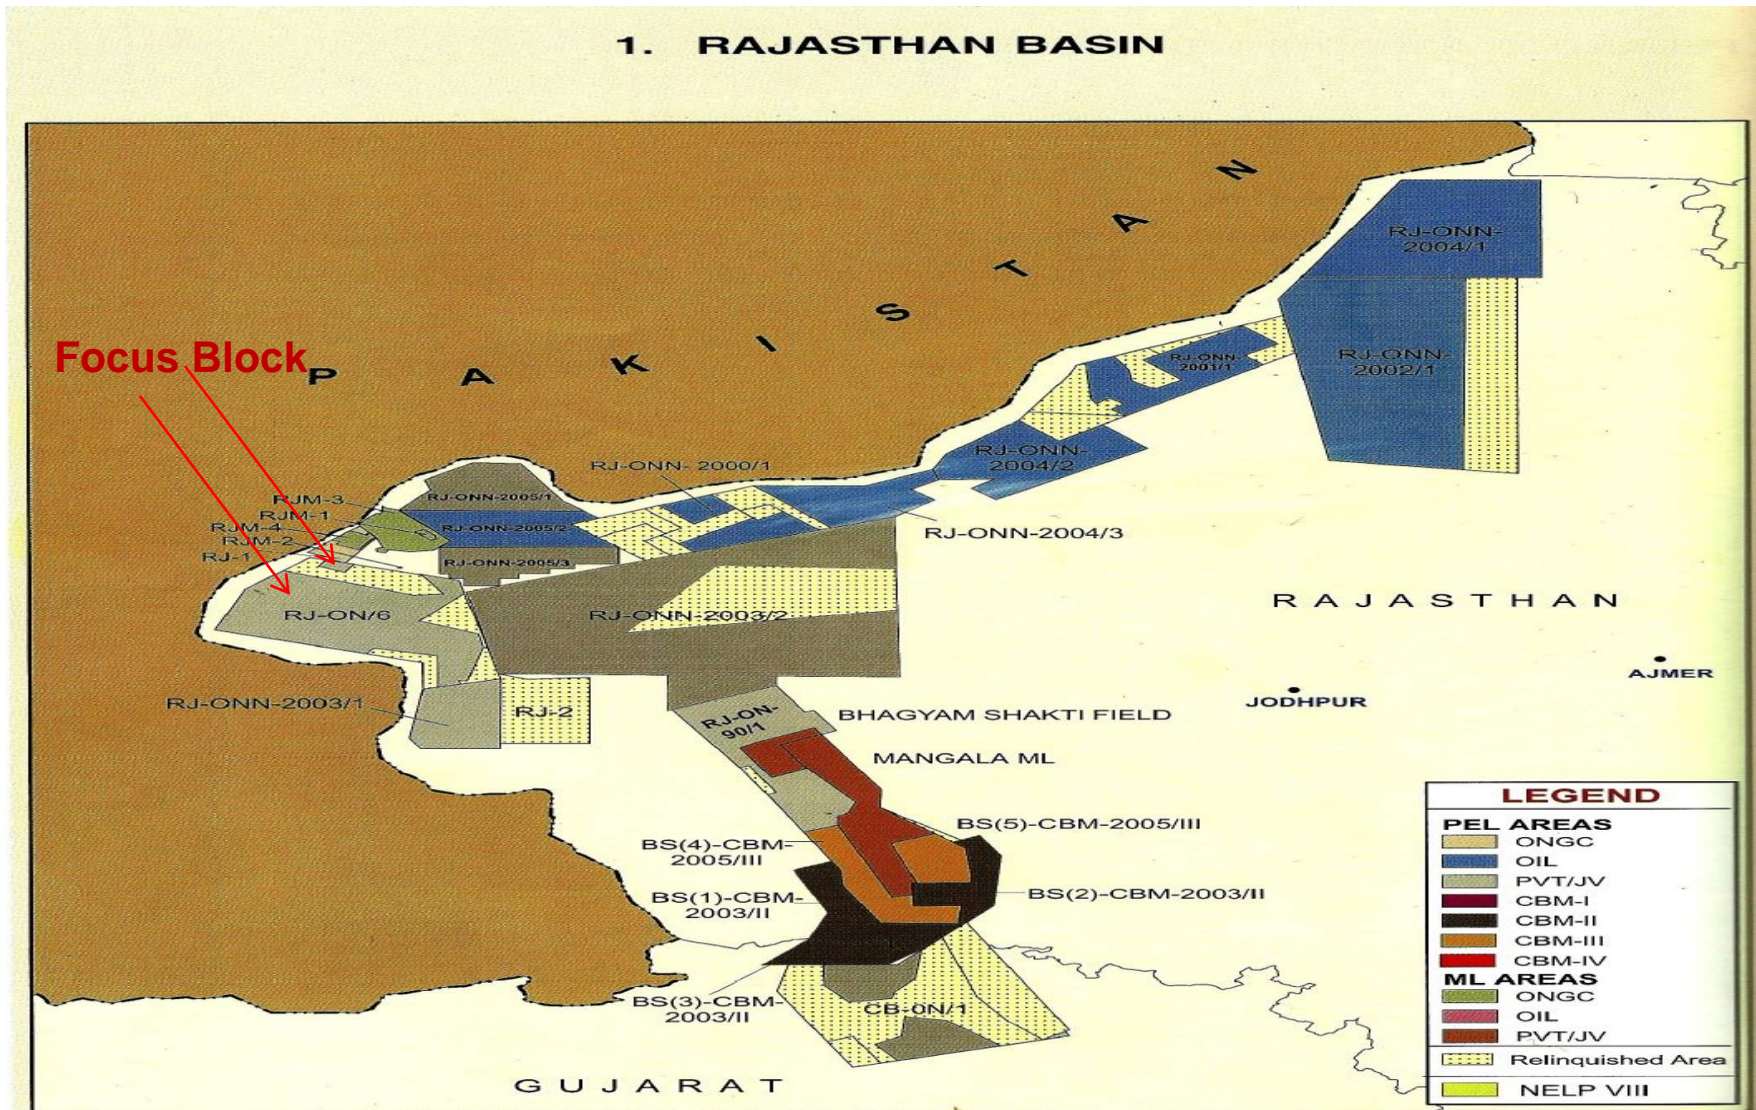 1. RAJASTHAN BASIN
PAKISTAN
Focus Block
RJ-ONN-
2004/1
RJ-ONN-
2001/1
RJ-ONN-
2002/1
RJ-ONN-
2004/2
RJ-ONN- 2000/1
RJM-3
RJ-ONN-2005/1
RJM-1
RJM-4
RJ-ONN-2005/2
RJM-2
RJ-ONN-2004/3
RJ-1
RJ-ONN-2005/3
RJ-ON/6
RJ-ONN-2003/2
RAJASTHAN
AJMER
JODHPUR
RJ-ONN-2003/1
RJ-2
RJ-ON-
90/1
BHAGYAM SHAKTI FIELD
MANGALA ML
BS(5)-CBM-2005/III
BS(4)-CBM-
2005/III
BS(1)-CBM-
2003/II
BS(2)-CBM-2003/II
BS(3)-CBM-
2003/II
CB-0N/1
GUJARAT
LEGEND
PEL AREAS
ONGC
OIL
PVT/JV
CBM-I
CBM-II
CBM-III
CBM-IV
ML AREAS
ONGC
OIL
PVT/JV
Relinquished Area
NELP VIII